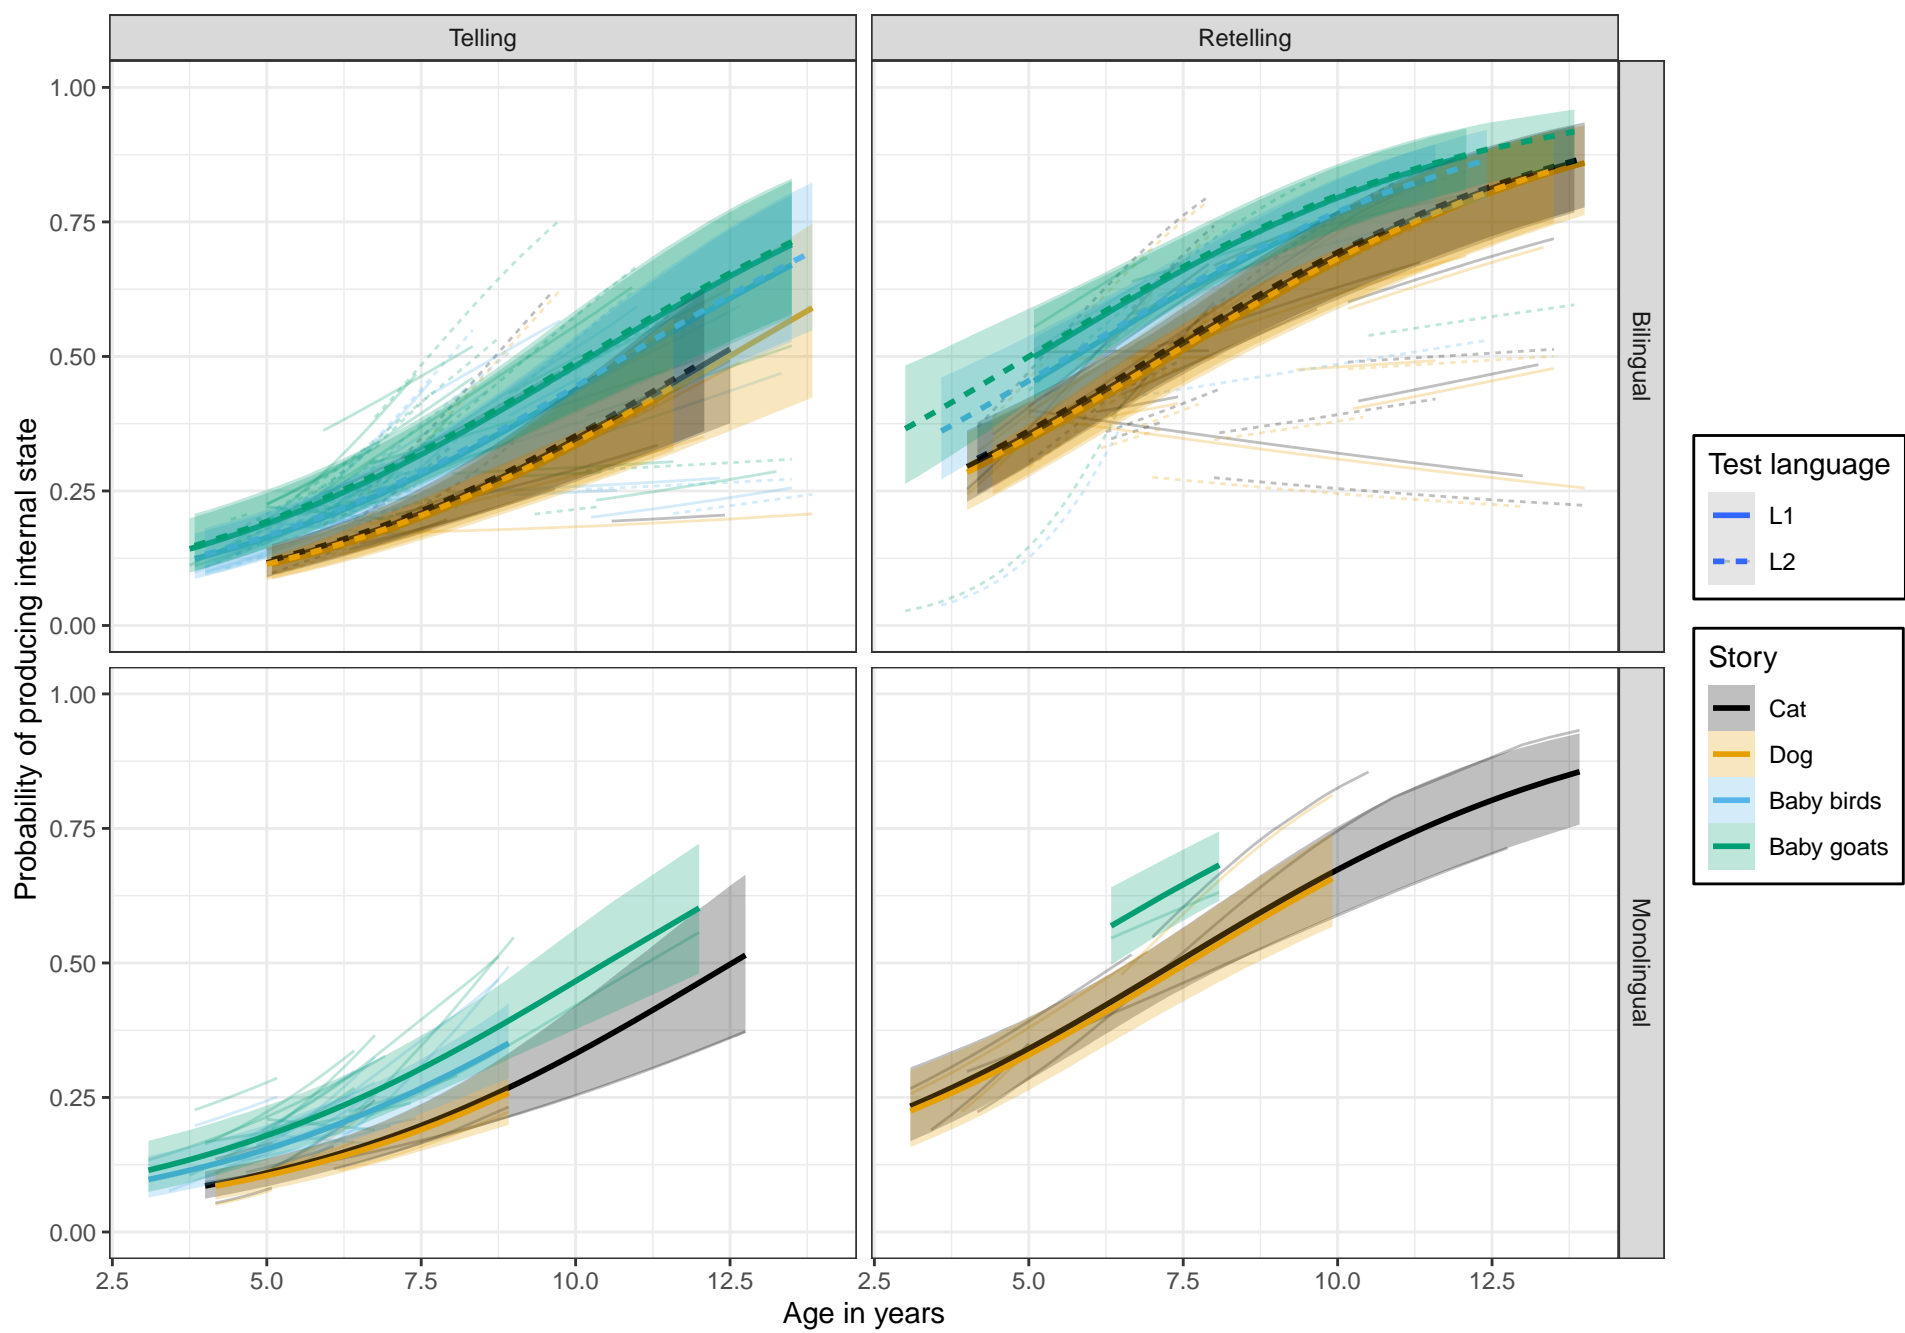 Telling
Retelling
1.00
0.75
0.50
0.25
0.00
Bilingual
1.00
0.75
0.50
0.25
0.00
Monolingual
2.5 5.0 7.5 10.0 12.5
2.5 5.0 7.5 10.0 12.5
Age in years
Probability of producing internal state
Test language
L1
L2
Story
Cat
Dog
Baby birds
Baby goats